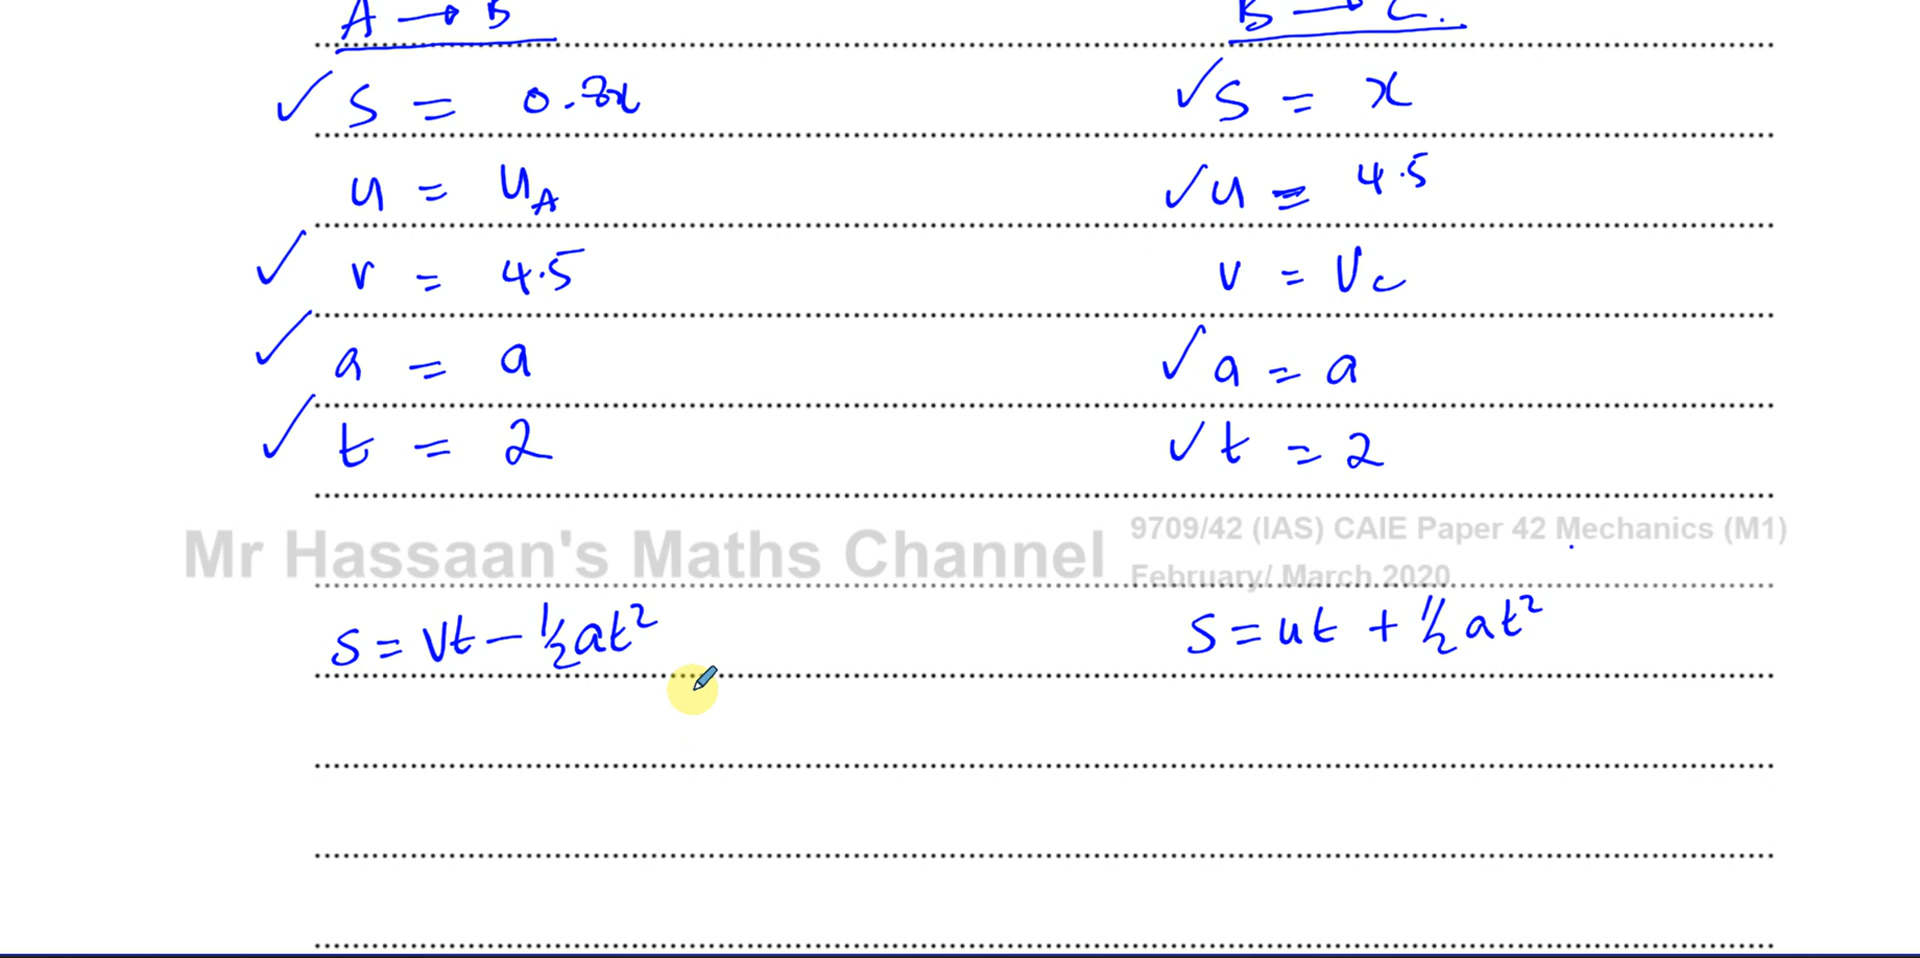 A → B B → C.
✓ s = 0.8x ✓ s = x
u = u_A ✓ u = 4.5
✓ v = 4.5 v = V_C
✓ a = a ✓ a = a
✓ t = 2 ✓ t = 2
Mr Hassaan's Maths Channel 9709/42 (IAS) CAIE Paper 42 Mechanics (M1)
February/ March 2020
s = vt − ½at² s = ut + ½at²